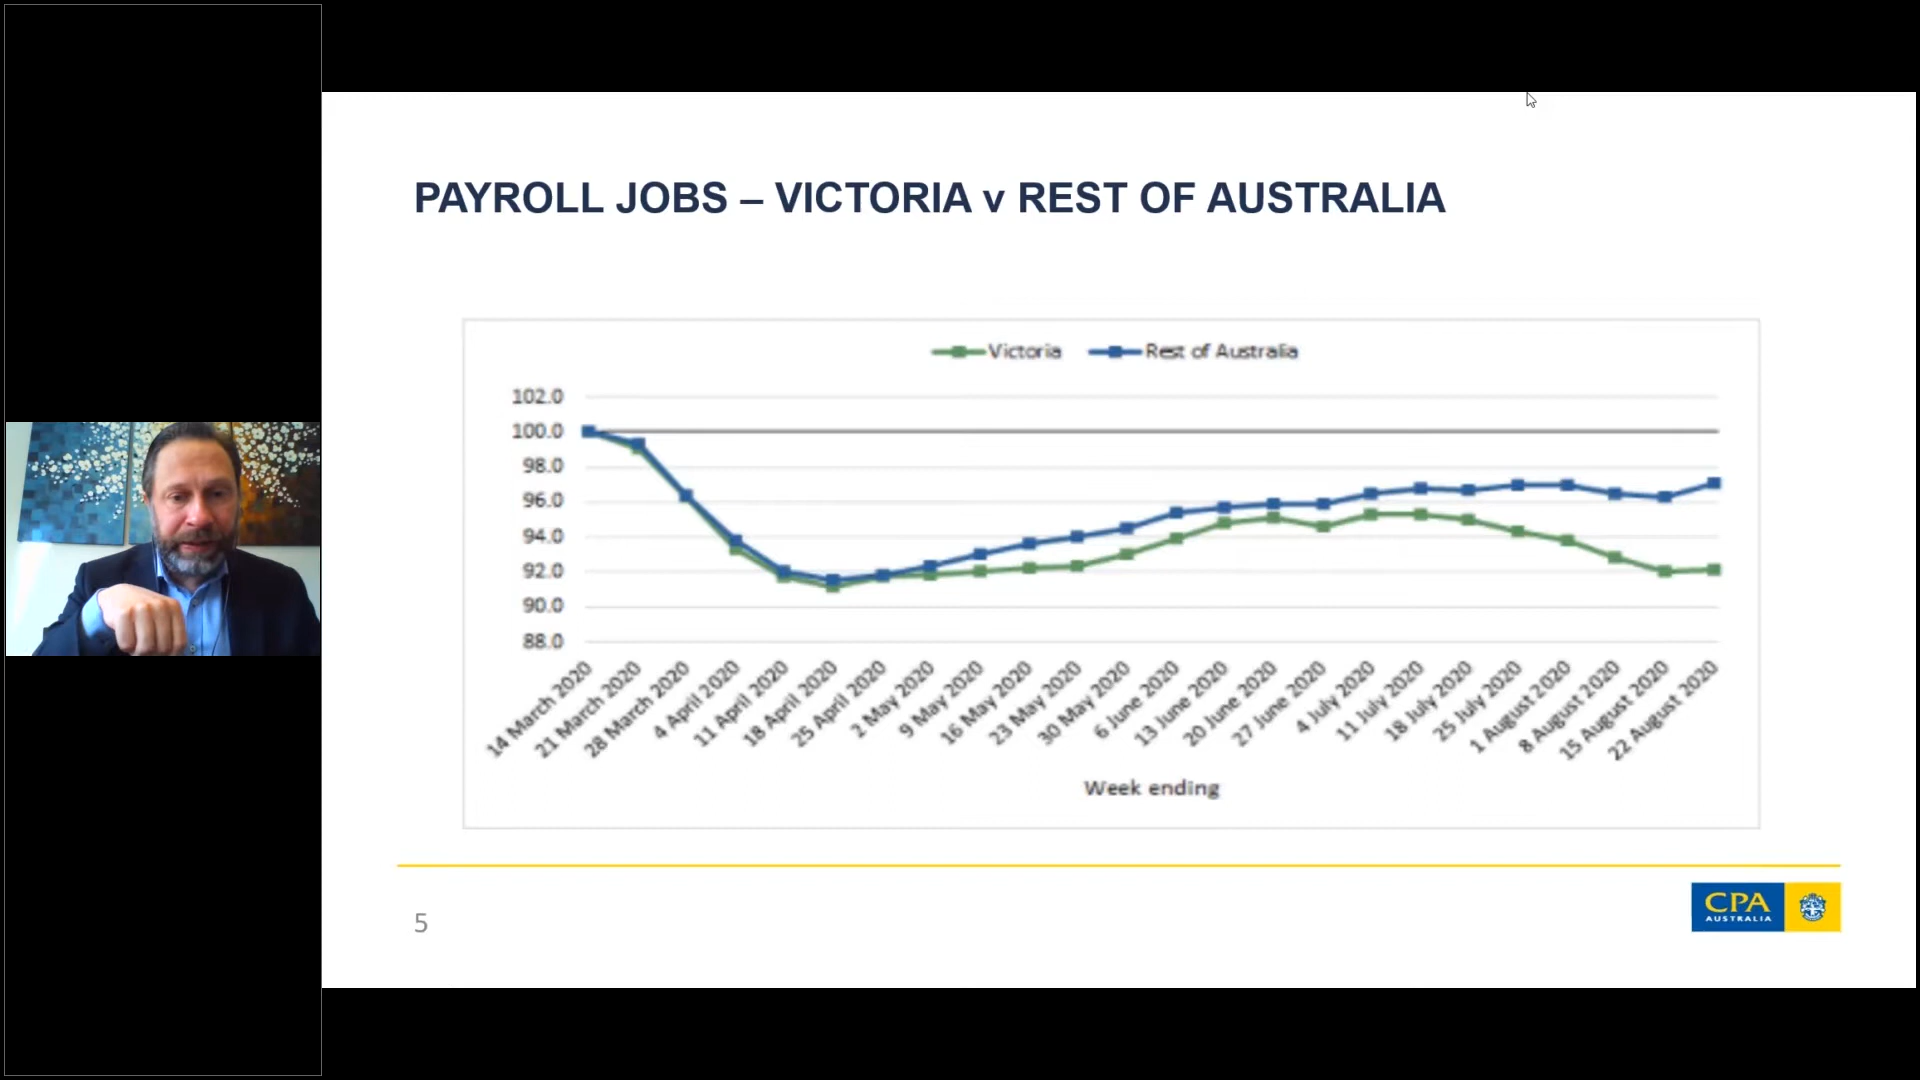 PAYROLL JOBS – VICTORIA v REST OF AUSTRALIA
Victoria Rest of Australia
102.0
100.0
98.0
96.0
94.0
92.0
90.0
88.0
14 March 2020
21 March 2020
28 March 2020
4 April 2020
11 April 2020
18 April 2020
25 April 2020
2 May 2020
9 May 2020
16 May 2020
23 May 2020
30 May 2020
6 June 2020
13 June 2020
20 June 2020
27 June 2020
4 July 2020
11 July 2020
18 July 2020
25 July 2020
1 August 2020
8 August 2020
15 August 2020
22 August 2020
Week ending
5
CPA
AUSTRALIA